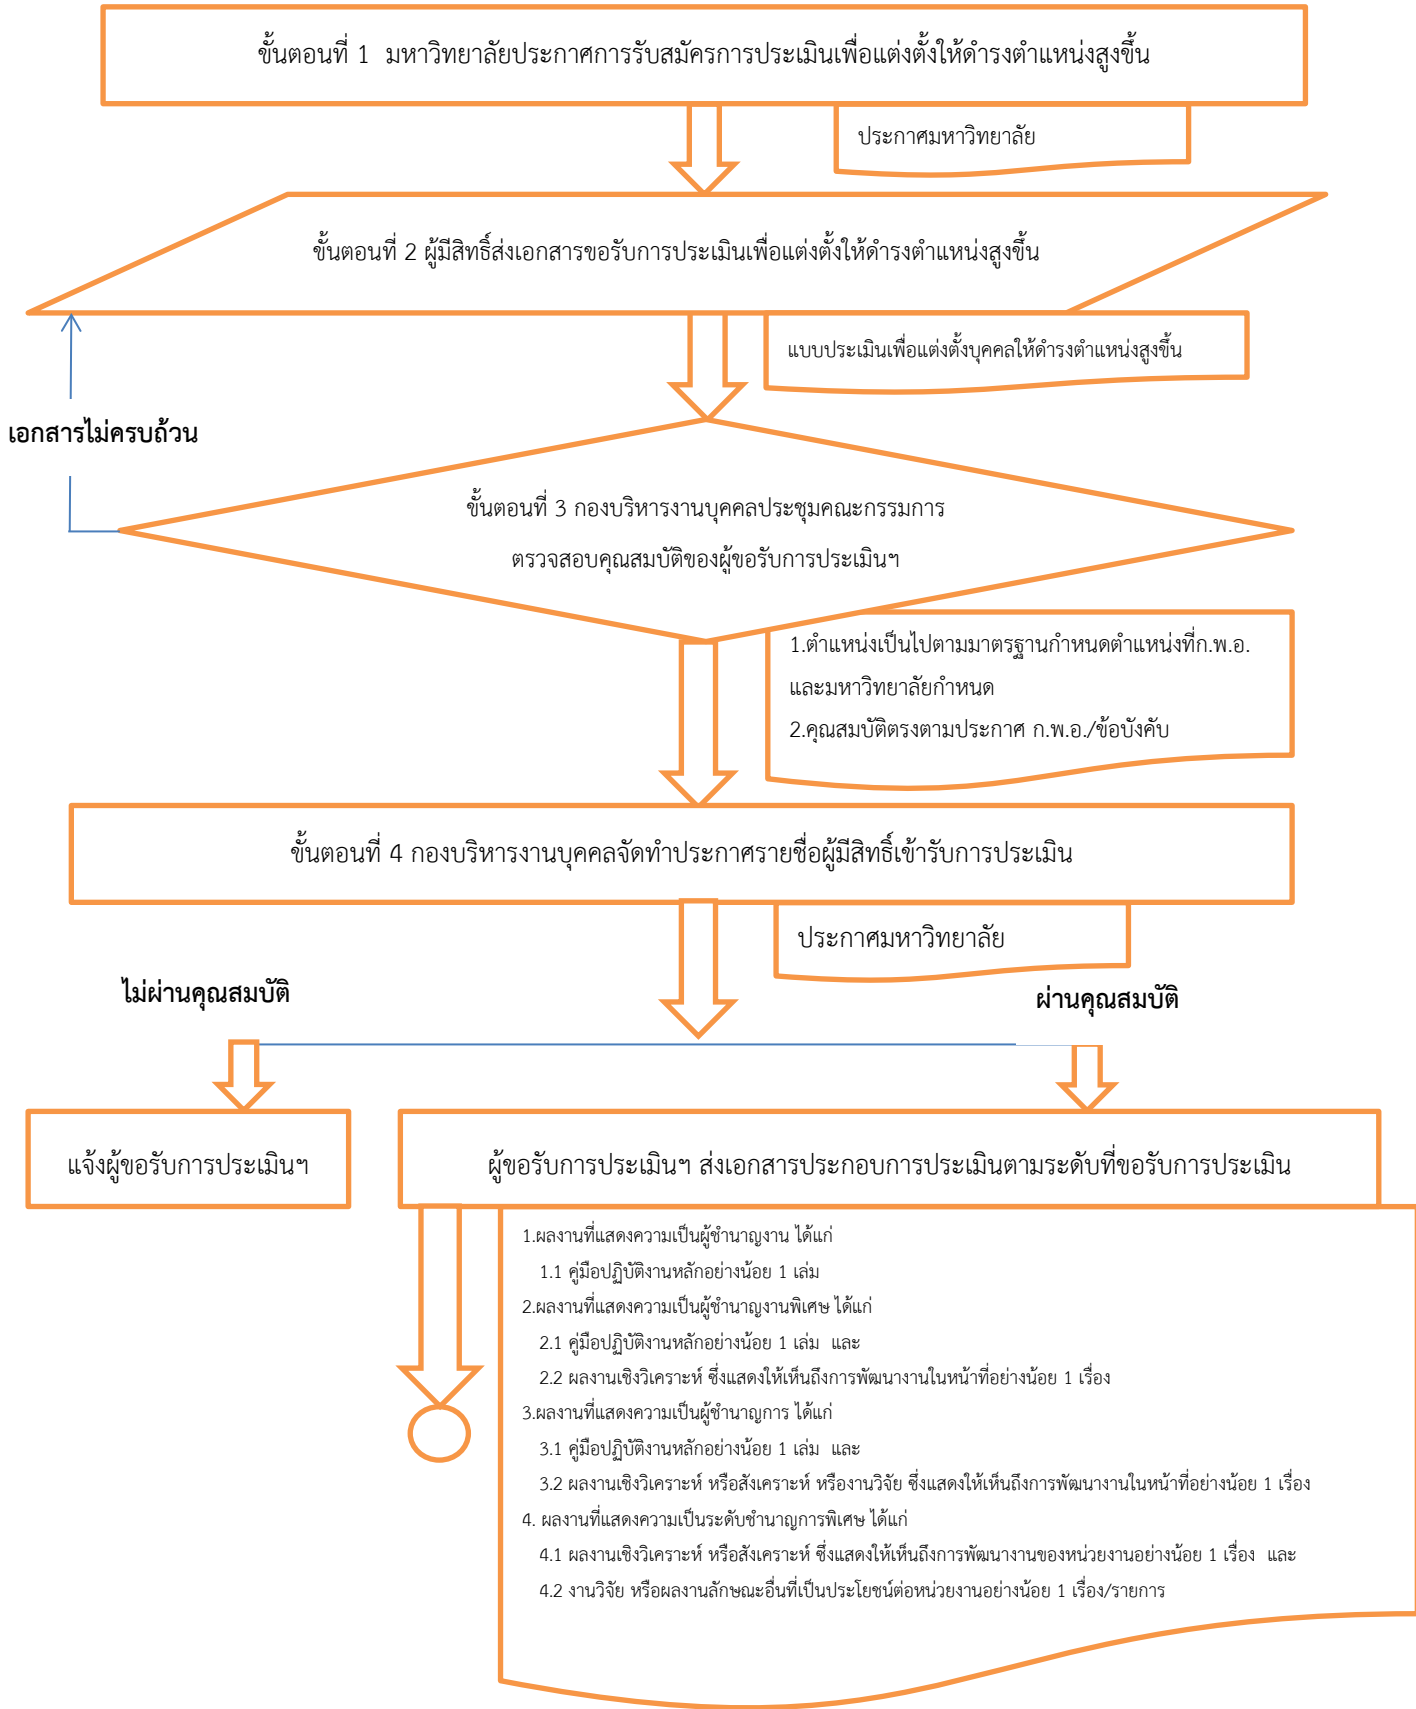 ขั้นตอนที่ 1 มหาวิทยาลัยประกาศการรับสมัครการประเมินเพื่อแต่งตั้งให้ดำรงตำแหน่งสูงขึ้น
ประกาศมหาวิทยาลัย
ขั้นตอนที่ 2 ผู้มีสิทธิ์ส่งเอกสารขอรับการประเมินเพื่อแต่งตั้งให้ดำรงตำแหน่งสูงขึ้น
แบบประเมินเพื่อแต่งตั้งบุคคลให้ดำรงตำแหน่งสูงขึ้น
เอกสารไม่ครบถ้วน
ขั้นตอนที่ 3 กองบริหารงานบุคคลประชุมคณะกรรมการ
ตรวจสอบคุณสมบัติของผู้ขอรับการประเมินฯ
1.ตำแหน่งเป็นไปตามมาตรฐานกำหนดตำแหน่งที่ก.พ.อ.
และมหาวิทยาลัยกำหนด
2.คุณสมบัติตรงตามประกาศ ก.พ.อ./ข้อบังคับ
ขั้นตอนที่ 4 กองบริหารงานบุคคลจัดทำประกาศรายชื่อผู้มีสิทธิ์เข้ารับการประเมิน
ประกาศมหาวิทยาลัย
ไม่ผ่านคุณสมบัติ
ผ่านคุณสมบัติ
แจ้งผู้ขอรับการประเมินฯ
ผู้ขอรับการประเมินฯ ส่งเอกสารประกอบการประเมินตามระดับที่ขอรับการประเมิน
1.ผลงานที่แสดงความเป็นผู้ชำนาญงาน ได้แก่
1.1 คู่มือปฏิบัติงานหลักอย่างน้อย 1 เล่ม
2.ผลงานที่แสดงความเป็นผู้ชำนาญงานพิเศษ ได้แก่
2.1 คู่มือปฏิบัติงานหลักอย่างน้อย 1 เล่ม และ
2.2 ผลงานเชิงวิเคราะห์ ซึ่งแสดงให้เห็นถึงการพัฒนางานในหน้าที่อย่างน้อย 1 เรื่อง
3.ผลงานที่แสดงความเป็นผู้ชำนาญการ ได้แก่
3.1 คู่มือปฏิบัติงานหลักอย่างน้อย 1 เล่ม และ
3.2 ผลงานเชิงวิเคราะห์ หรือสังเคราะห์ หรืองานวิจัย ซึ่งแสดงให้เห็นถึงการพัฒนางานในหน้าที่อย่างน้อย 1 เรื่อง
4. ผลงานที่แสดงความเป็นระดับชำนาญการพิเศษ ได้แก่
4.1 ผลงานเชิงวิเคราะห์ หรือสังเคราะห์ ซึ่งแสดงให้เห็นถึงการพัฒนางานของหน่วยงานอย่างน้อย 1 เรื่อง และ
4.2 งานวิจัย หรือผลงานลักษณะอื่นที่เป็นประโยชน์ต่อหน่วยงานอย่างน้อย 1 เรื่อง/รายการ